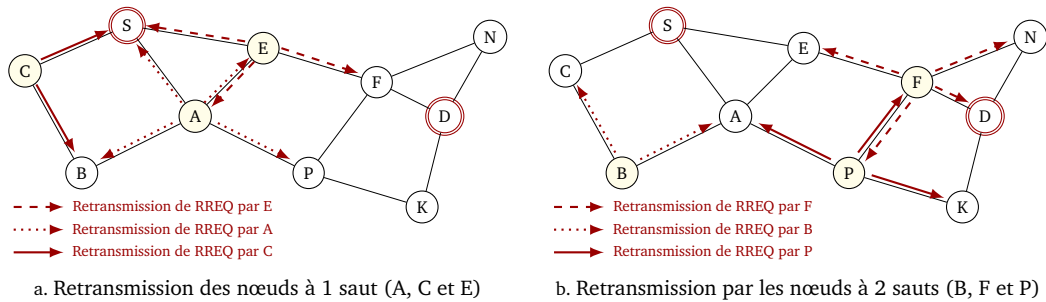 S
E
N
C
F
A
D
B
P
K
Retransmission de RREQ par E
Retransmission de RREQ par A
Retransmission de RREQ par C
a. Retransmission des nœuds à 1 saut (A, C et E)
S
E
N
C
F
A
D
B
P
K
Retransmission de RREQ par F
Retransmission de RREQ par B
Retransmission de RREQ par P
b. Retransmission par les nœuds à 2 sauts (B, F et P)